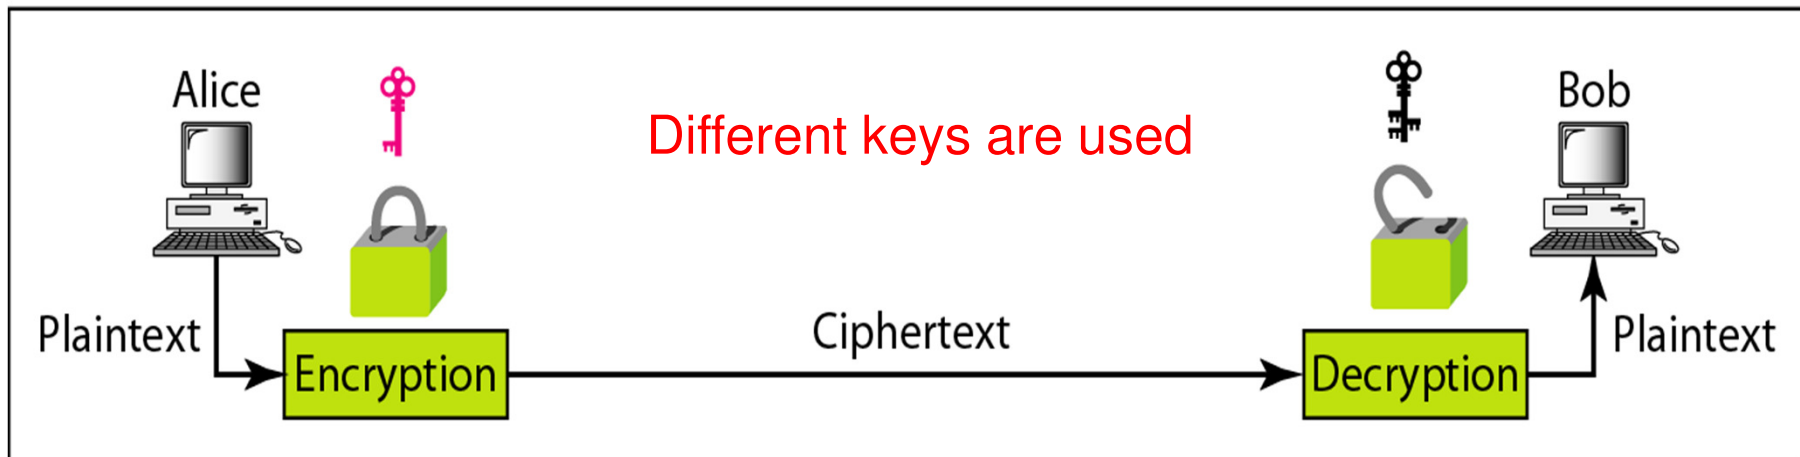 Alice
Different keys are used
Bob
Plaintext
Encryption
Ciphertext
Decryption
Plaintext